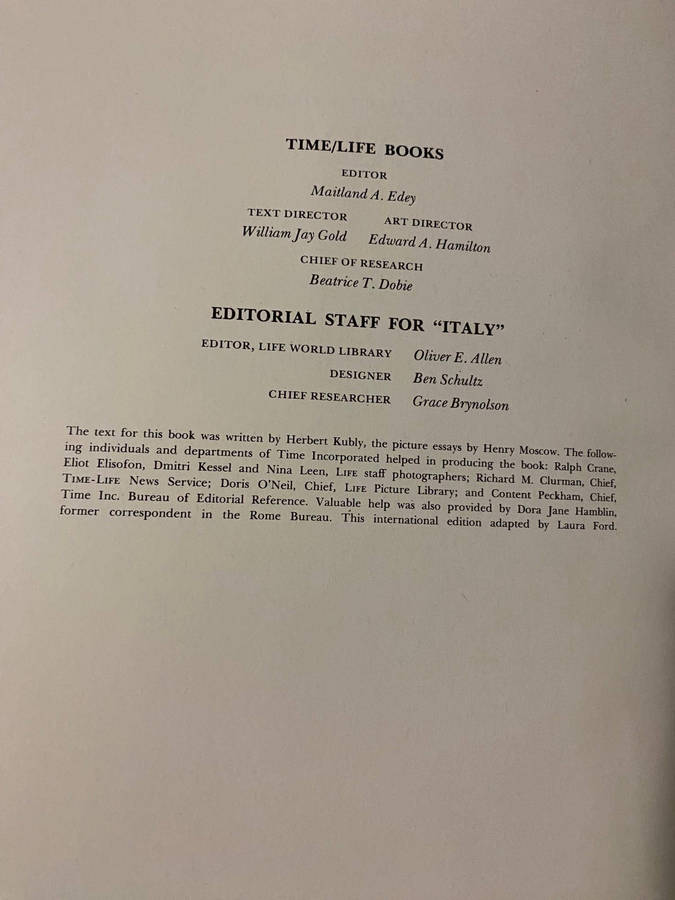 TIME/LIFE BOOKS
EDITOR
Maitland A. Edey
TEXT DIRECTOR ART DIRECTOR
William Jay Gold Edward A. Hamilton
CHIEF OF RESEARCH
Beatrice T. Dobie
EDITORIAL STAFF FOR “ITALY”
EDITOR, LIFE WORLD LIBRARY Oliver E. Allen
DESIGNER Ben Schultz
CHIEF RESEARCHER Grace Brynolson
The text for this book was written by Herbert Kubly, the picture essays by Henry Moscow. The follow-
ing individuals and departments of Time Incorporated helped in producing the book: Ralph Crane,
Eliot Elisofon, Dmitri Kessel and Nina Leen, LIFE staff photographers; Richard M. Clurman, Chief,
TIME-LIFE News Service; Doris O’Neil, Chief, LIFE Picture Library; and Content Peckham, Chief,
Time Inc. Bureau of Editorial Reference. Valuable help was also provided by Dora Jane Hamblin,
former correspondent in the Rome Bureau. This international edition adapted by Laura Ford.